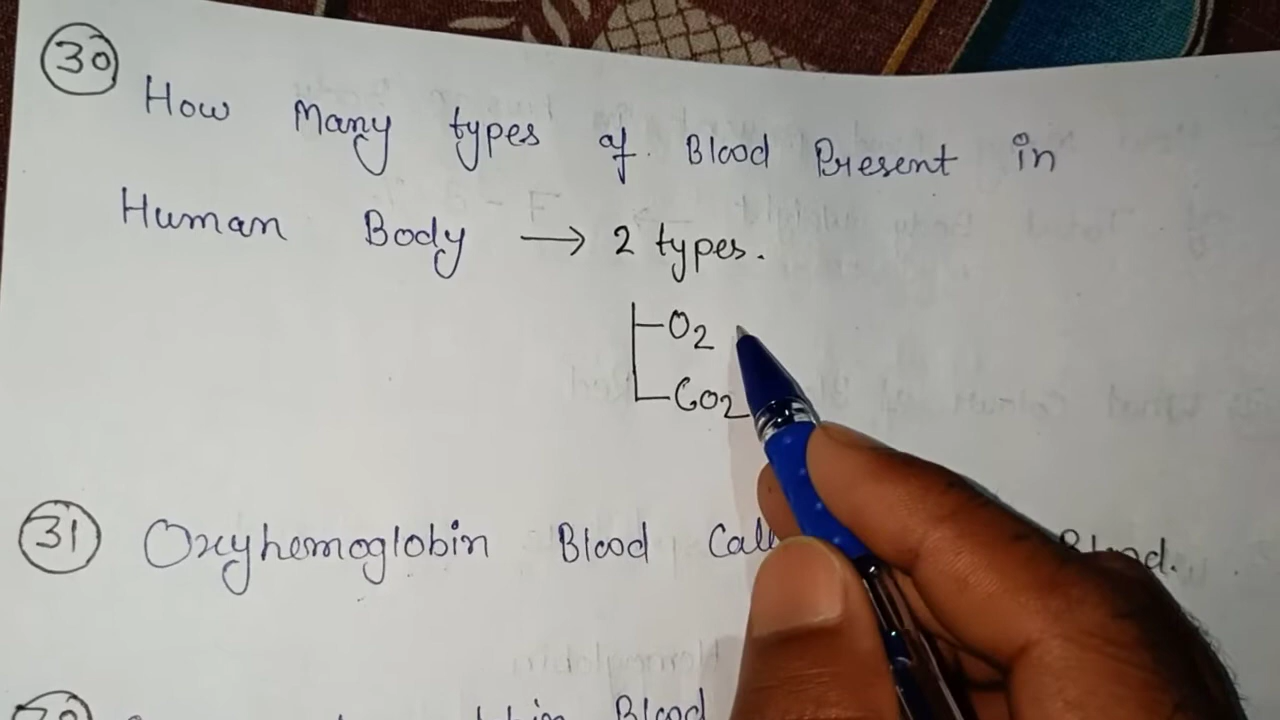 30
How Many types of Blood Present in
Human Body → 2 types.
O2
CO2
31 Oxyhemoglobin Blood Blood.
Blood